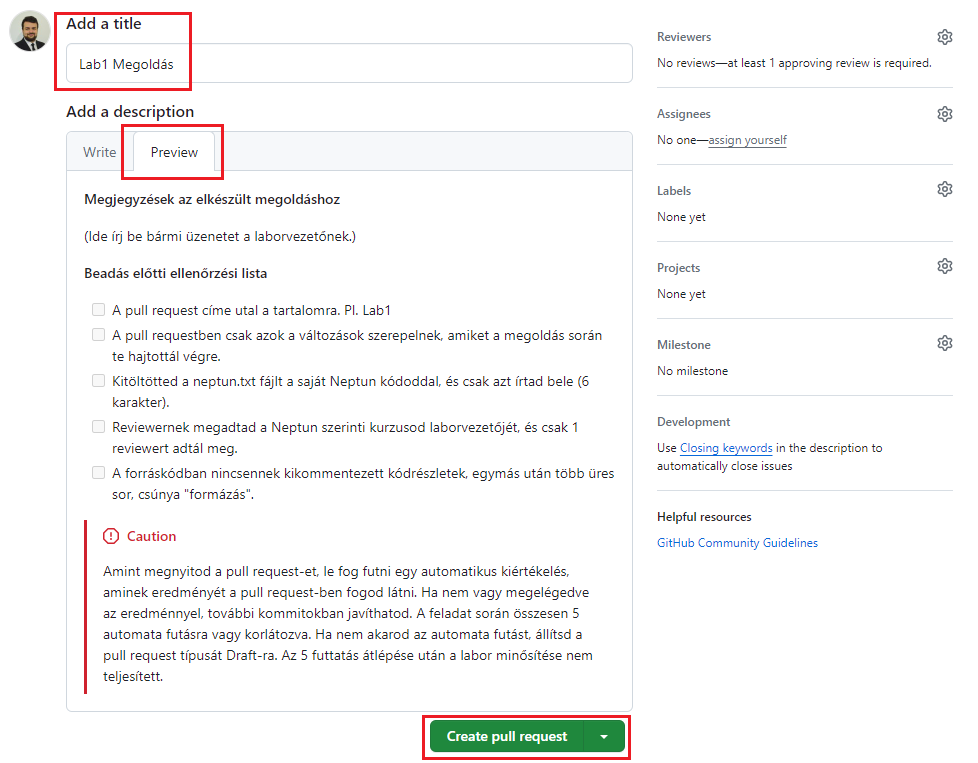 Add a title
Lab1 Megoldás
Add a description
Write
Preview
Megjegyzések az elkészült megoldáshoz
(Ide írj be bármi üzenetet a laborvezetőnek.)
Beadás előtti ellenőrzési lista
A pull request címe utal a tartalomra. Pl. Lab1
A pull requestben csak azok a változások szerepelnek, amiket a megoldás során
te hajtottál végre.
Kitöltötted a neptun.txt fájlt a saját Neptun kódoddal, és csak azt írtad bele (6
karakter).
Reviewernek megadtad a Neptun szerinti kurzusod laborvezetőjét, és csak 1
reviewert adtál meg.
A forráskódban nincsennek kikommentezett kódrészletek, egymás után több üres
sor, csúnya "formázás".
Caution
Amint megnyitod a pull request-et, le fog futni egy automatikus kiértékelés,
aminek eredményét a pull request-ben fogod látni. Ha nem vagy megelégedve
az eredménnyel, további kommitokban javíthatod. A feladat során összesen 5
automata futásra vagy korlátozva. Ha nem akarod az automata futást, állítsd a
pull request típusát Draft-ra. Az 5 futtatás átlépése után a labor minősítése nem
teljesített.
Create pull request
Reviewers
No reviews—at least 1 approving review is required.
Assignees
No one—assign yourself
Labels
None yet
Projects
None yet
Milestone
No milestone
Development
Use Closing keywords in the description to
automatically close issues
Helpful resources
GitHub Community Guidelines